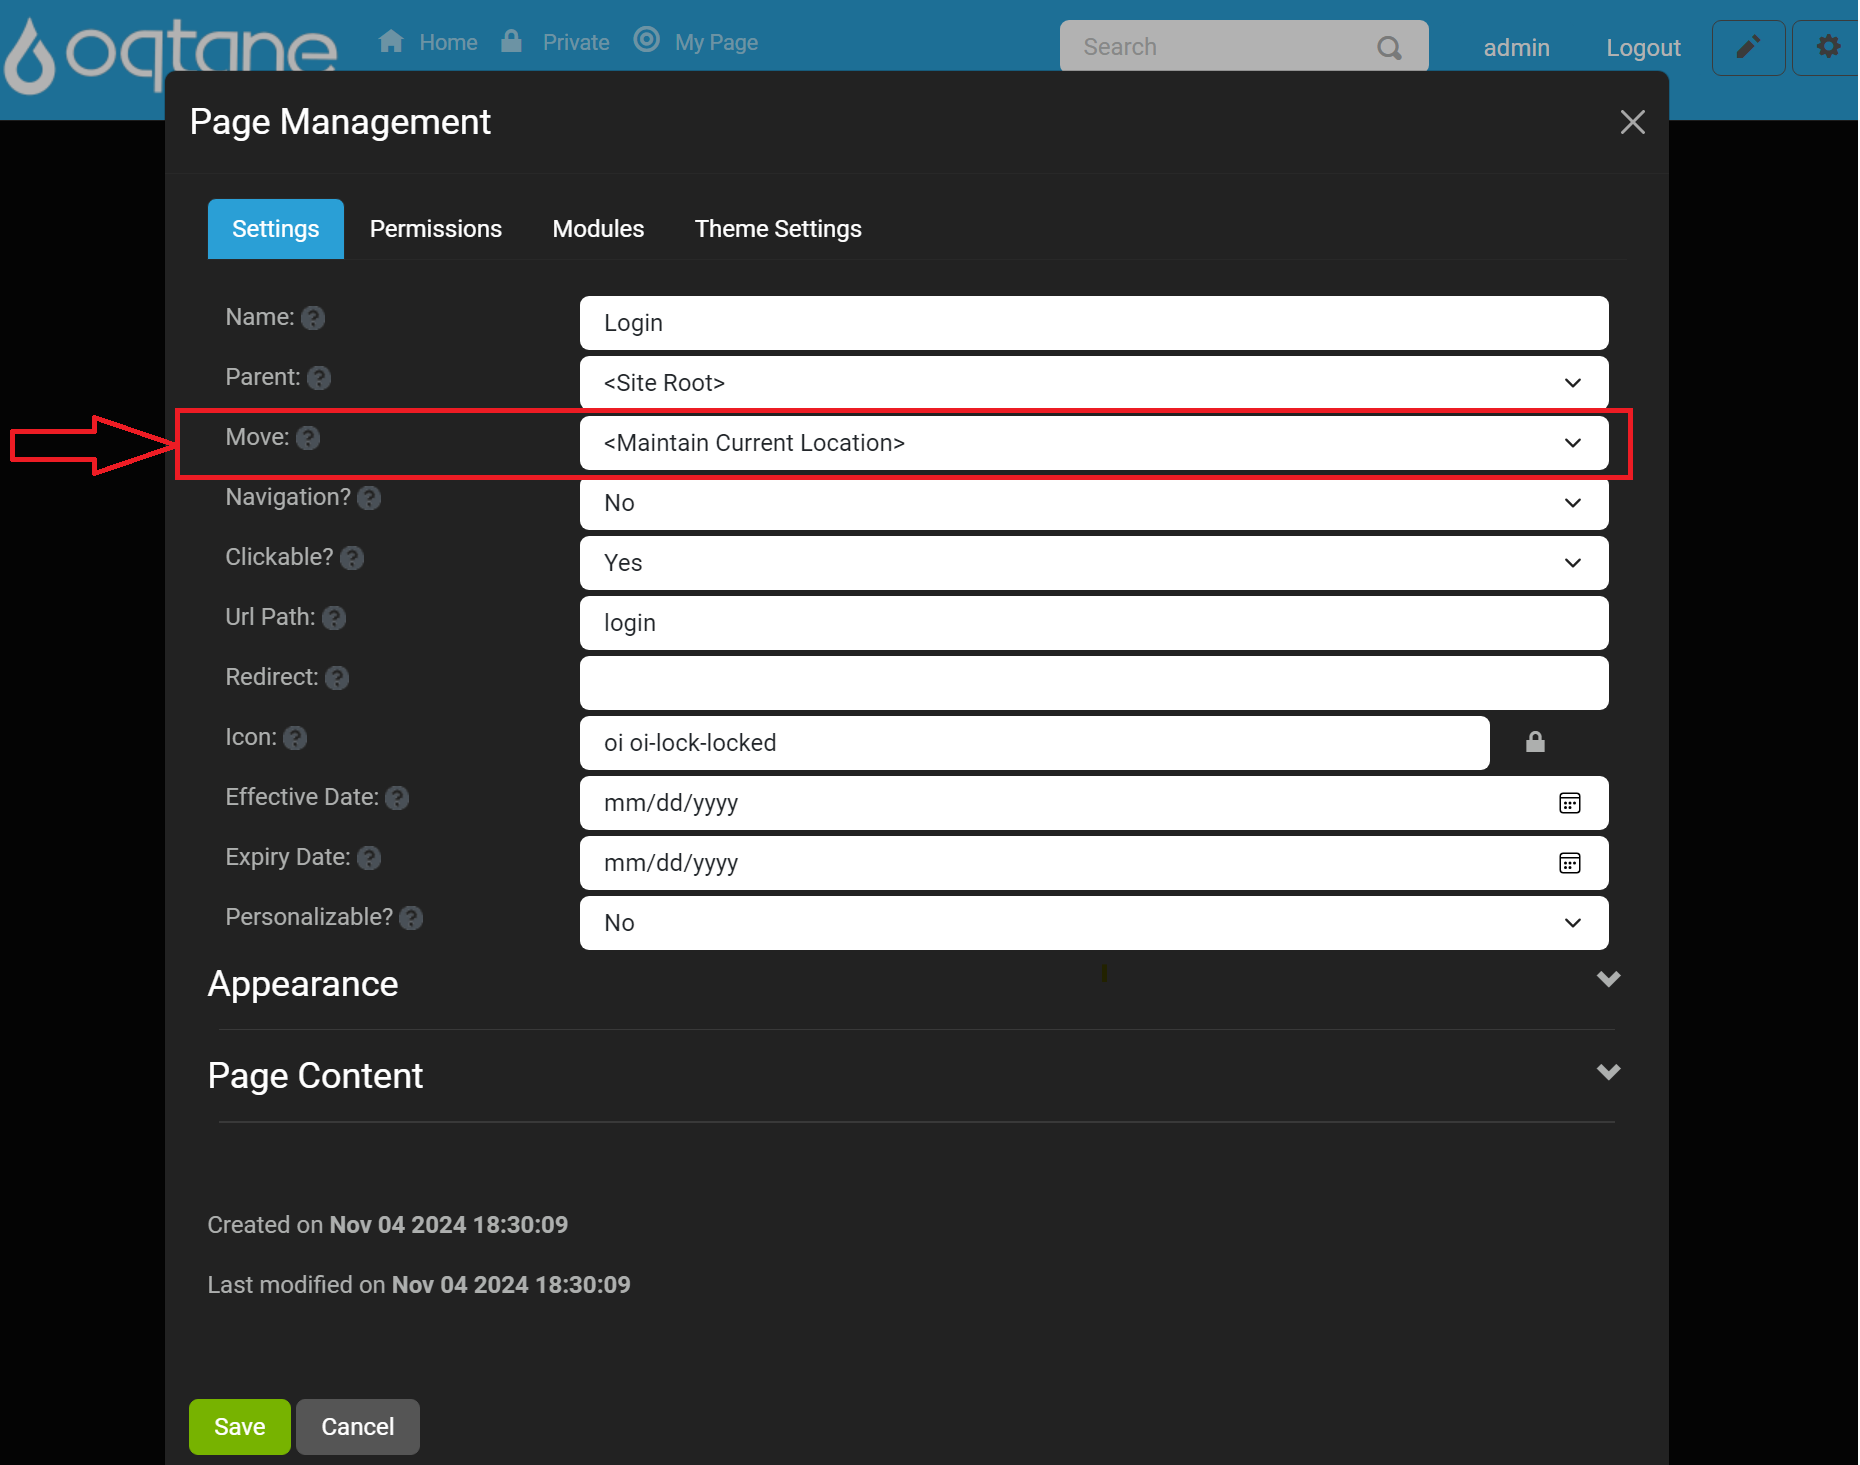 oqtane
Home Private My Page Search admin Logout
Page Management
Settings Permissions Modules Theme Settings
Name: Login
Parent: <Site Root>
Move: <Maintain Current Location>
Navigation? No
Clickable? Yes
Url Path: login
Redirect:
Icon: oi oi-lock-locked
Effective Date: mm/dd/yyyy
Expiry Date: mm/dd/yyyy
Personalizable? No
Appearance
Page Content
Created on Nov 04 2024 18:30:09
Last modified on Nov 04 2024 18:30:09
Save Cancel